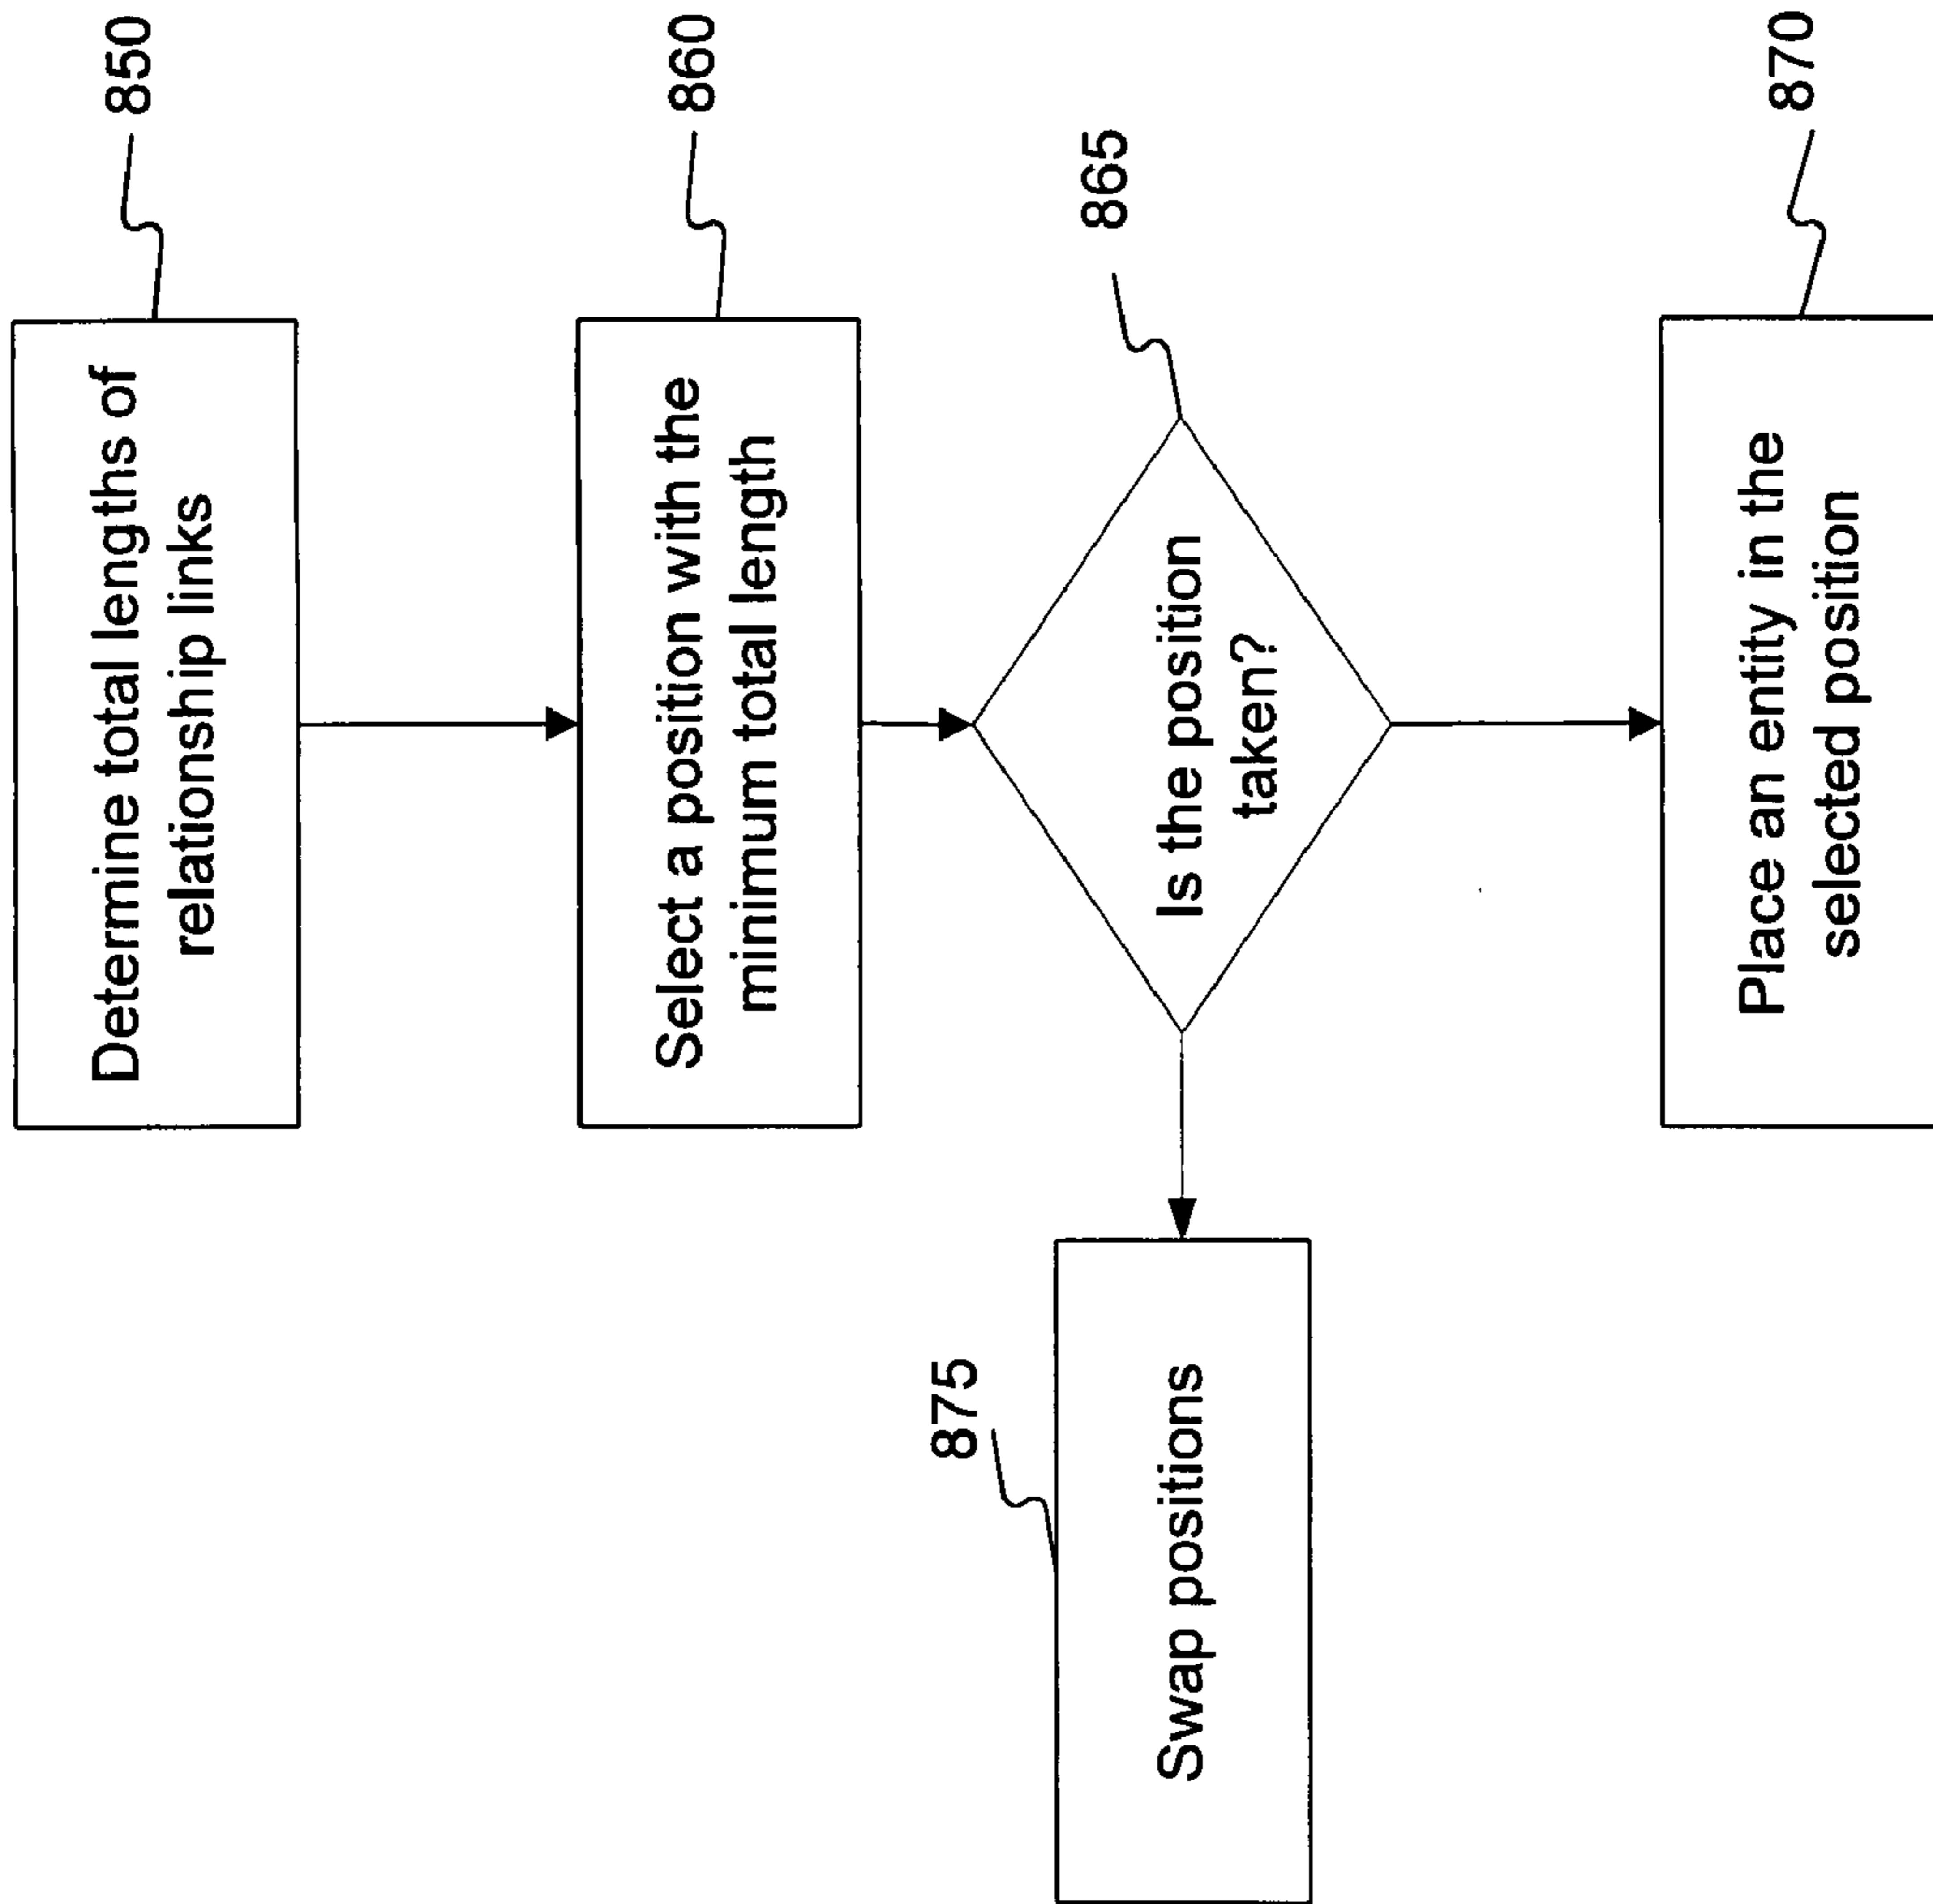 Determine total lengths of
relationship links
850
Select a position with the
minimum total length
860
Is the position
taken?
865
Swap positions
875
Place an entity in the
selected position
870